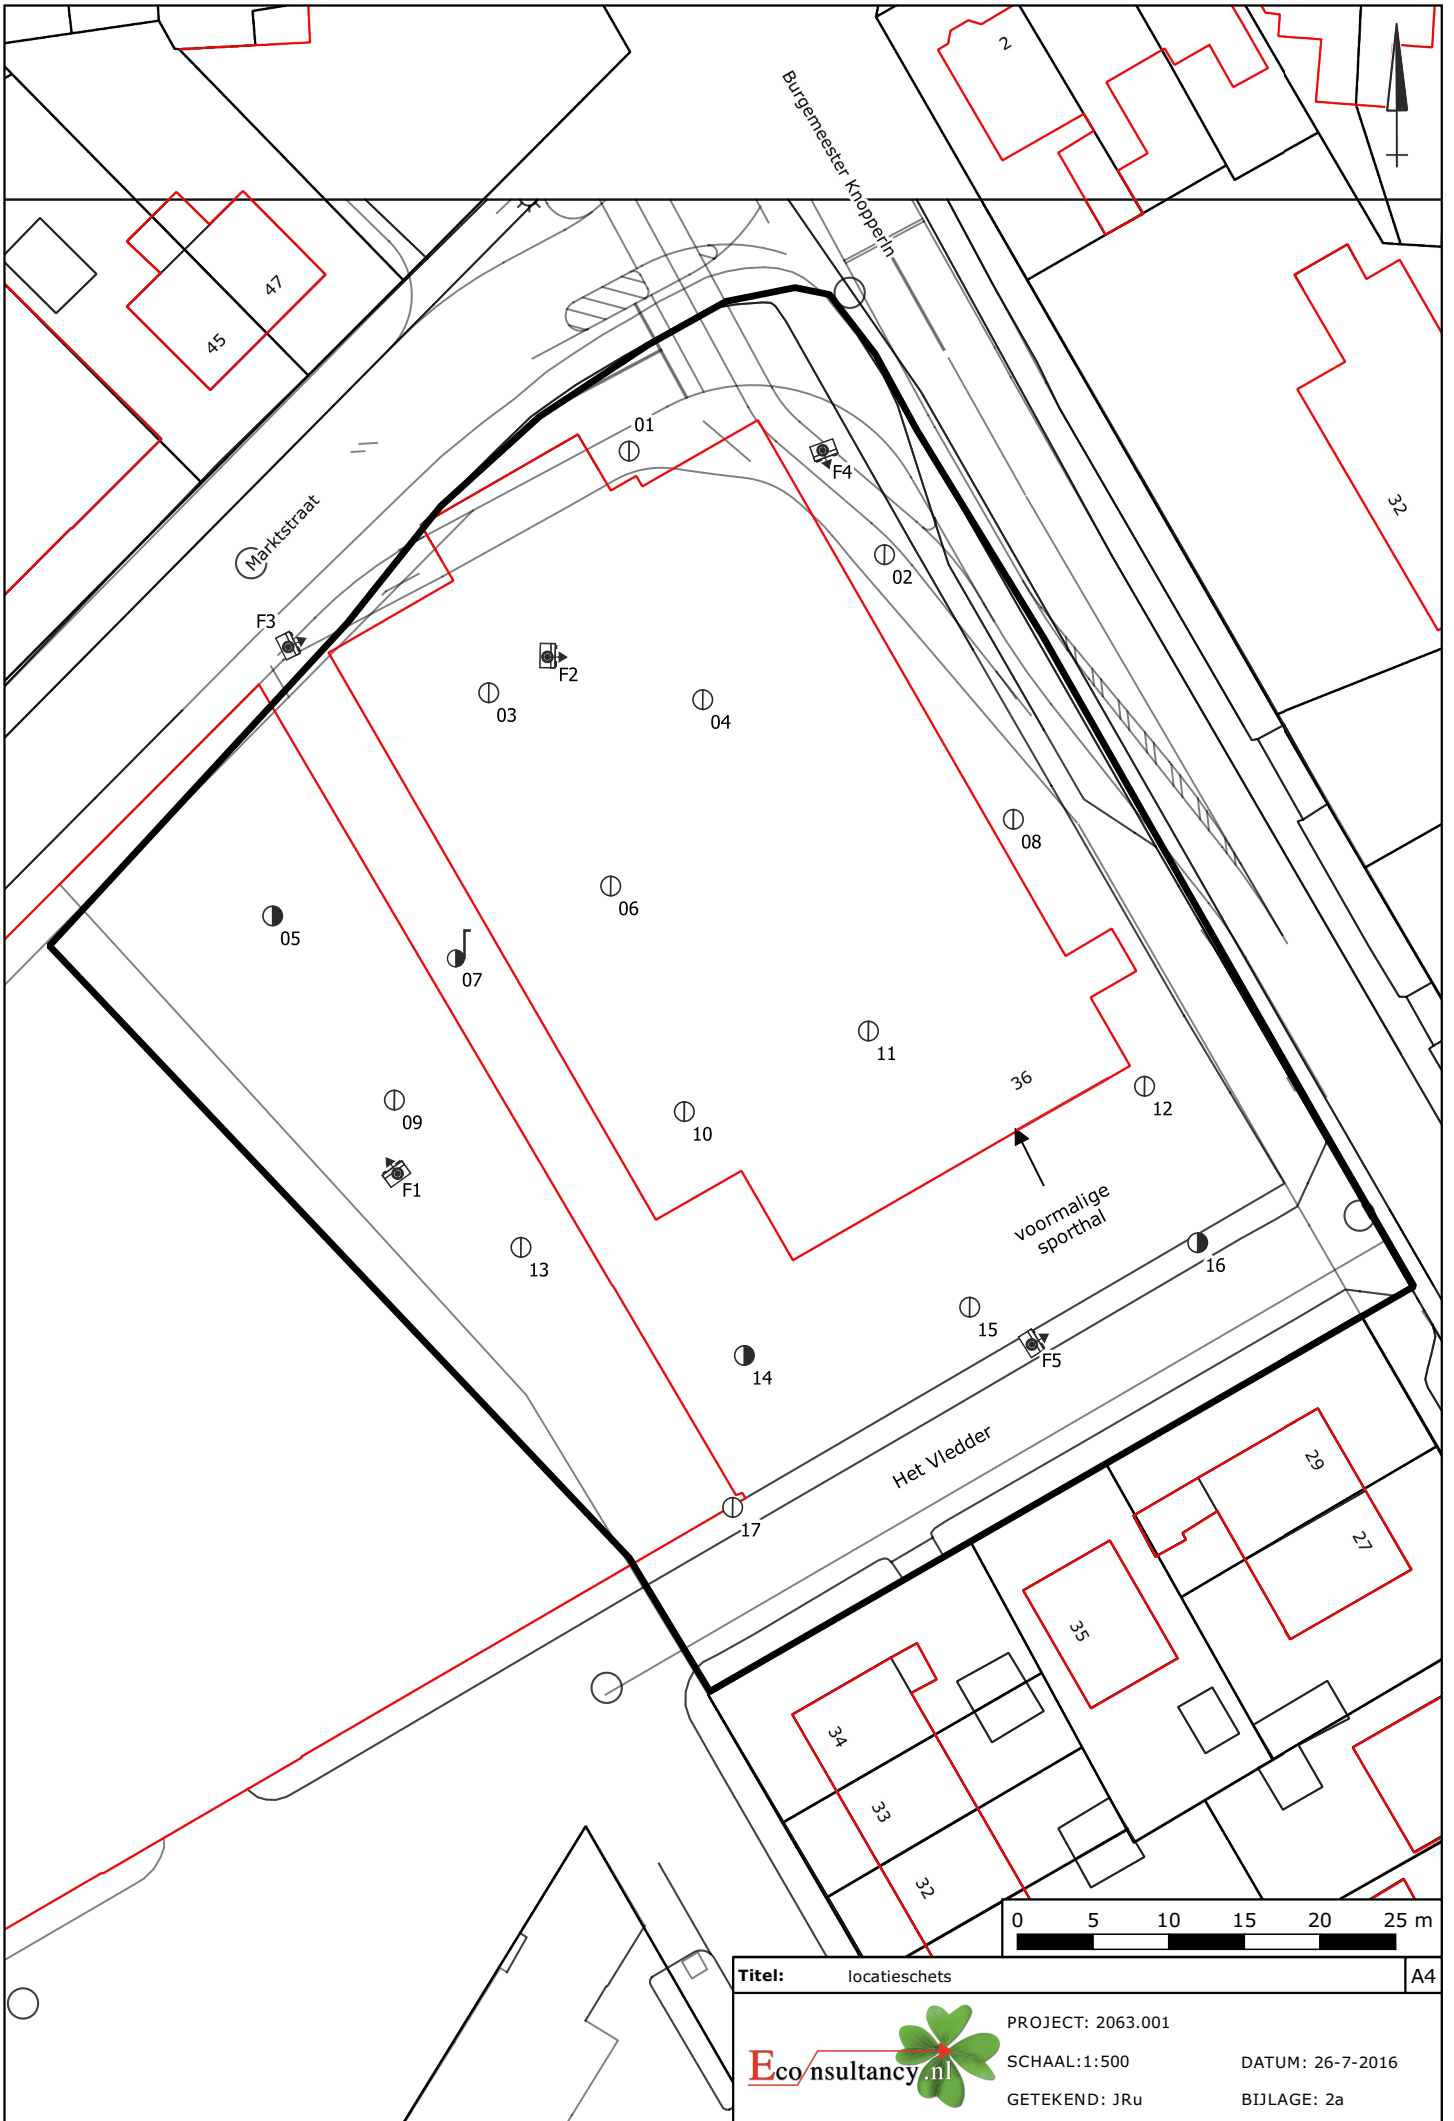 2
Burgemeester Knopperln
47
45
01
F4
32
Marktstraat
02
F3
F2
03
04
08
06
05
07
11
36
12
09
10
F1
voormalige
sporthal
13
16
15
F5
14
Het Vledder
29
17
27
35
34
33
32
0 5 10 15 20 25 m
Titel: locatieschets A4
PROJECT: 2063.001
SCHAAL:1:500 DATUM: 26-7-2016
Econsultancy.nl
GETEKEND: JRu BIJLAGE: 2a